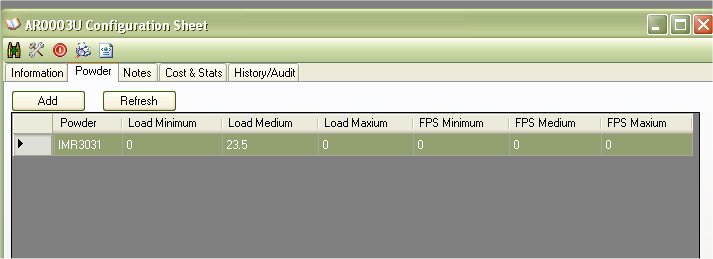 AR0003U Configuration Sheet
Information Powder Notes Cost & Stats History/Audit
Add Refresh
Powder Load Minimum Load Medium Load Maxium FPS Minimum FPS Medium FPS Maxium
IMR3031 0 23.5 0 0 0 0